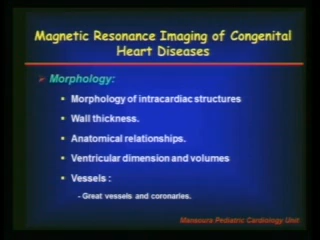 Magnetic Resonance Imaging of Congenital
Heart Diseases
Morphology:
Morphology of intracardiac structures
Wall thickness.
Anatomical relationships.
Ventricular dimension and volumes
Vessels :
- Great vessels and coronaries.
Mansoura Pediatric Cardiology Unit